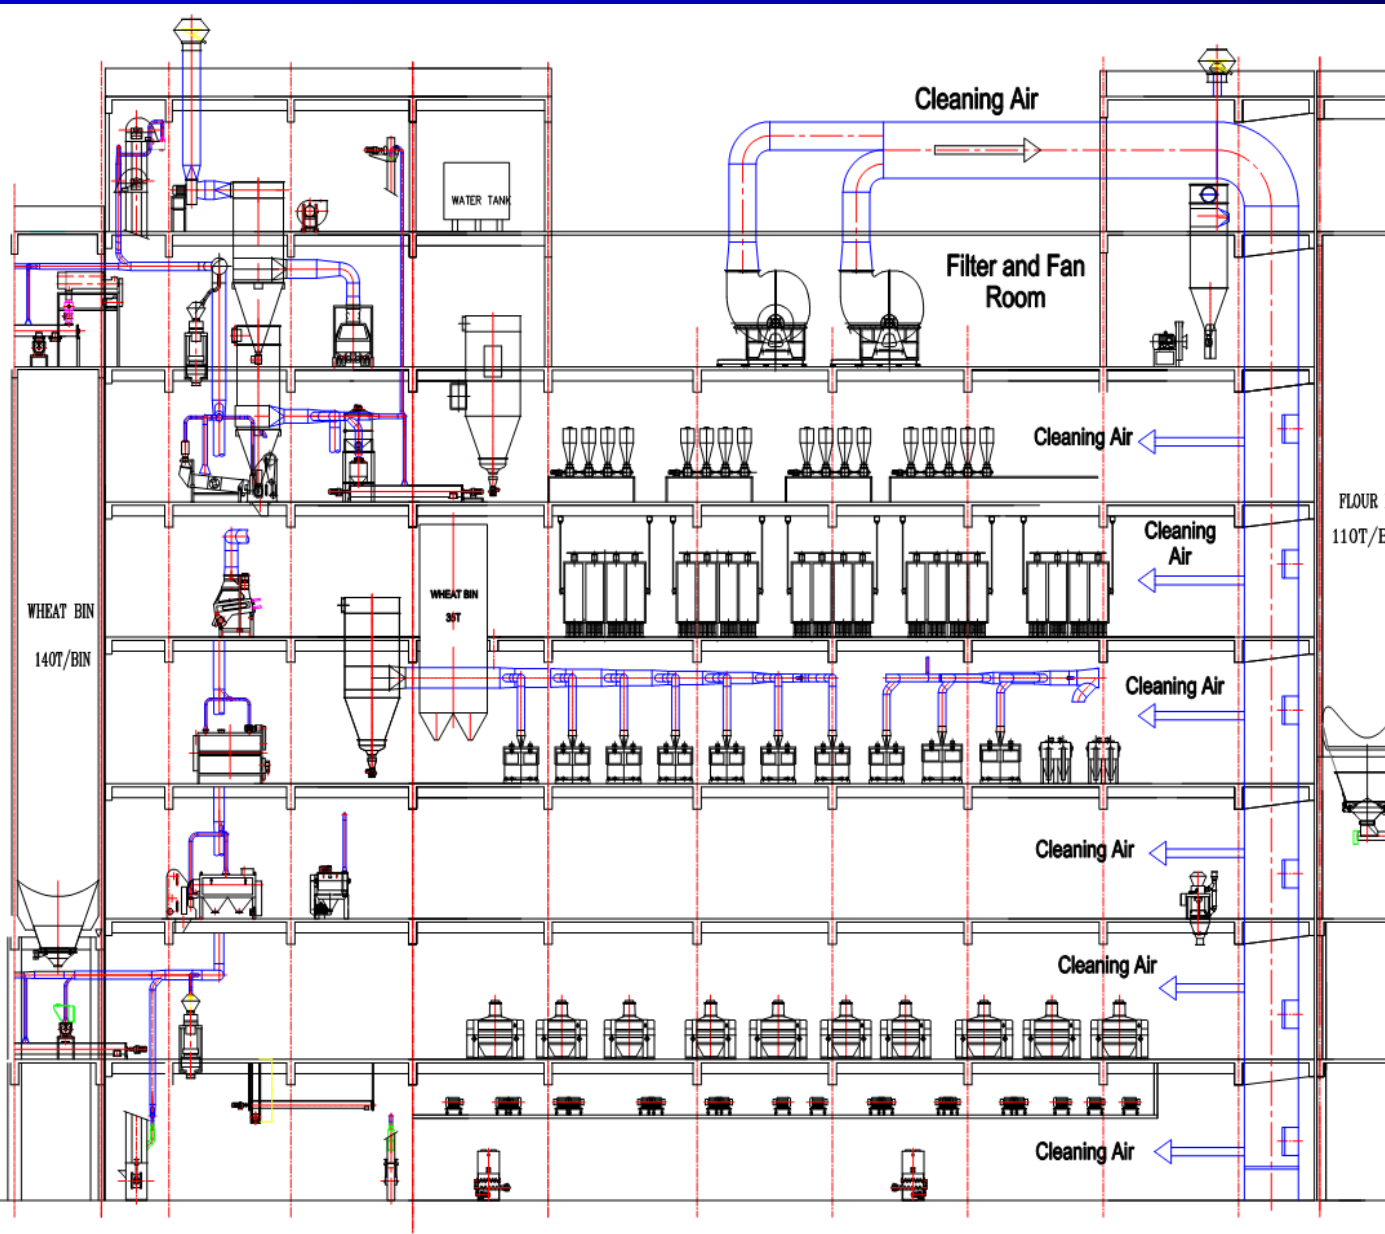 Cleaning Air
WATER TANK
Filter and Fan
Room
Cleaning Air
FLOUR
Cleaning
Air
WHEAT BIN
35T
WHEAT BIN
140T/BIN
Cleaning Air
Cleaning Air
Cleaning Air
Cleaning Air